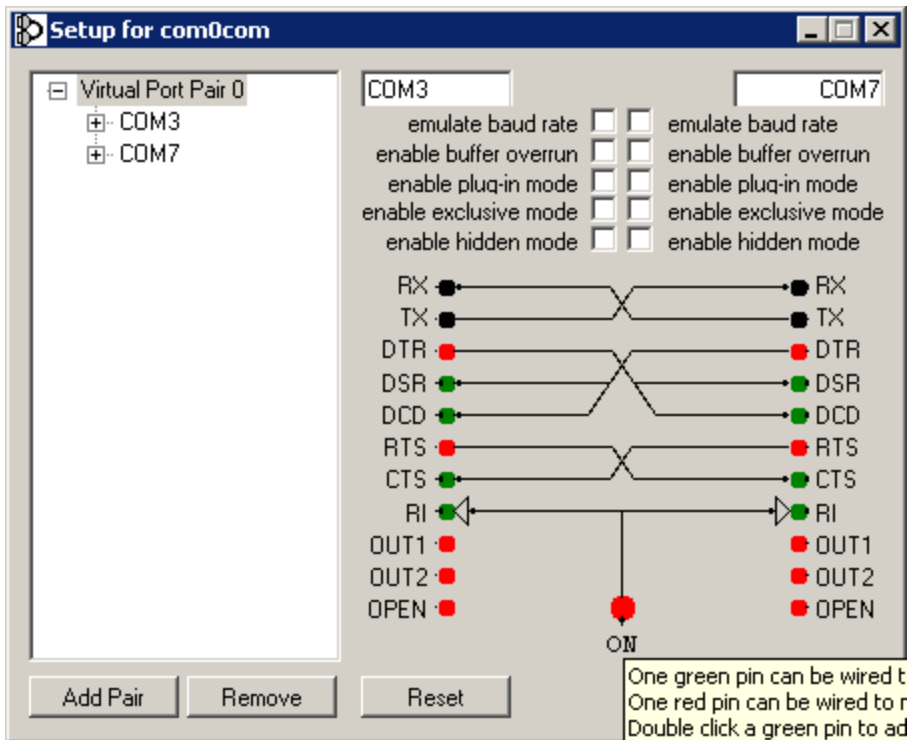 Setup for com0com
Virtual Port Pair 0
COM3
COM7
COM3 COM7
emulate baud rate emulate baud rate
enable buffer overrun enable buffer overrun
enable plug-in mode enable plug-in mode
enable exclusive mode enable exclusive mode
enable hidden mode enable hidden mode
RX RX
TX TX
DTR DTR
DSR DSR
DCD DCD
RTS RTS
CTS CTS
RI RI
OUT1 OUT1
OUT2 OUT2
OPEN OPEN
ON
Add Pair Remove Reset
One green pin can be wired
One red pin can be wired to
Double click a green pin to